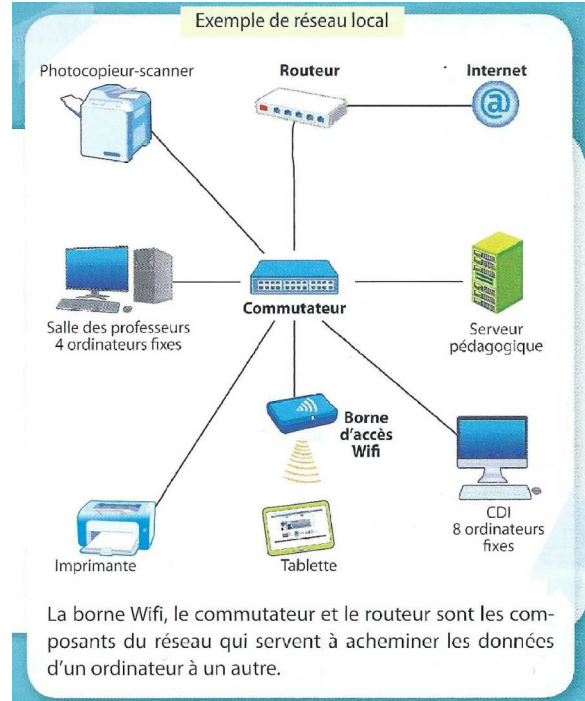 Exemple de réseau local
Photocopieur-scanner
Routeur
Internet
@
Salle des professeurs
4 ordinateurs fixes
Commutateur
Serveur
pédagogique
Borne
d'accès
Wifi
CDI
8 ordinateurs
fixes
Imprimante
Tablette
La borne Wifi, le commutateur et le routeur sont les com-
posants du réseau qui servent à acheminer les données
d'un ordinateur à un autre.